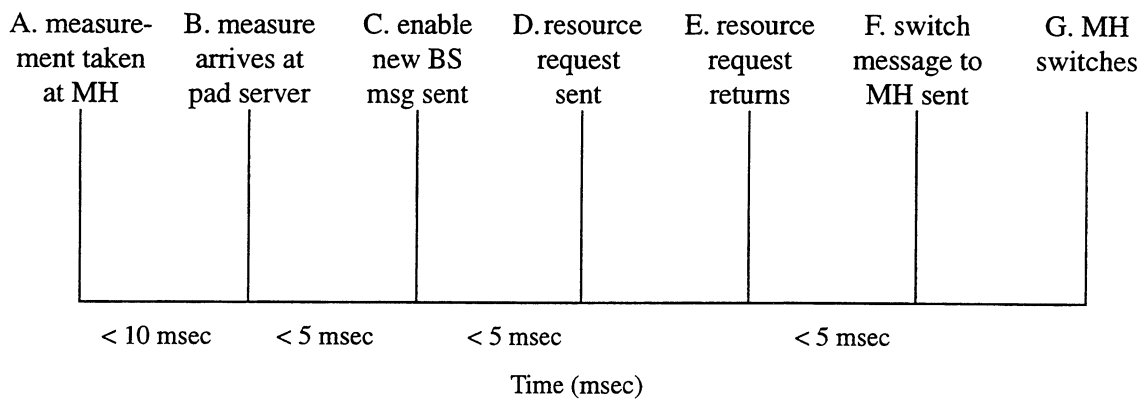 A. measure-
ment taken
at MH
B. measure
arrives at
pad server
C. enable
new BS
msg sent
D. resource
request
sent
E. resource
request
returns
F. switch
message to
MH sent
G. MH
switches
< 10 msec
< 5 msec
< 5 msec
< 5 msec
Time (msec)